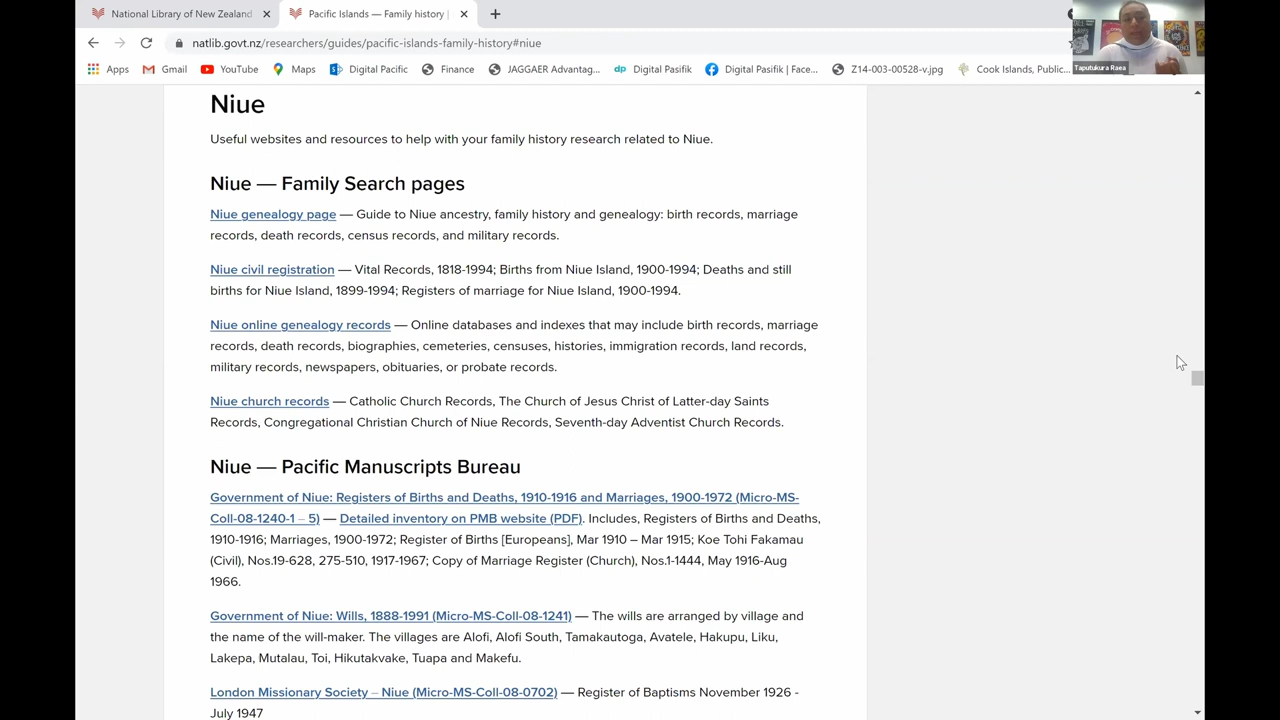 National Library of New Zealand
Pacific Islands — Family history |
natlib.govt.nz/researchers/guides/pacific-islands-family-history#niue
Apps Gmail YouTube Maps Digital Pacific Finance JAGGAER Advantag... Digital Pasifik Digital Pasifik | Face... Z14-003-00528-v.jpg Cook Islands, Public...
Taputukura Raea
Niue
Useful websites and resources to help with your family history research related to Niue.
Niue — Family Search pages
Niue genealogy page — Guide to Niue ancestry, family history and genealogy: birth records, marriage
records, death records, census records, and military records.
Niue civil registration — Vital Records, 1818-1994; Births from Niue Island, 1900-1994; Deaths and still
births for Niue Island, 1899-1994; Registers of marriage for Niue Island, 1900-1994.
Niue online genealogy records — Online databases and indexes that may include birth records, marriage
records, death records, biographies, cemeteries, censuses, histories, immigration records, land records,
military records, newspapers, obituaries, or probate records.
Niue church records — Catholic Church Records, The Church of Jesus Christ of Latter-day Saints
Records, Congregational Christian Church of Niue Records, Seventh-day Adventist Church Records.
Niue — Pacific Manuscripts Bureau
Government of Niue: Registers of Births and Deaths, 1910-1916 and Marriages, 1900-1972 (Micro-MS-
Coll-08-1240-1 – 5) — Detailed inventory on PMB website (PDF). Includes, Registers of Births and Deaths,
1910-1916; Marriages, 1900-1972; Register of Births [Europeans], Mar 1910 – Mar 1915; Koe Tohi Fakamau
(Civil), Nos.19-628, 275-510, 1917-1967; Copy of Marriage Register (Church), Nos.1-1444, May 1916-Aug
1966.
Government of Niue: Wills, 1888-1991 (Micro-MS-Coll-08-1241) — The wills are arranged by village and
the name of the will-maker. The villages are Alofi, Alofi South, Tamakautoga, Avatele, Hakupu, Liku,
Lakepa, Mutalau, Toi, Hikutakvake, Tuapa and Makefu.
London Missionary Society – Niue (Micro-MS-Coll-08-0702) — Register of Baptisms November 1926 -
July 1947